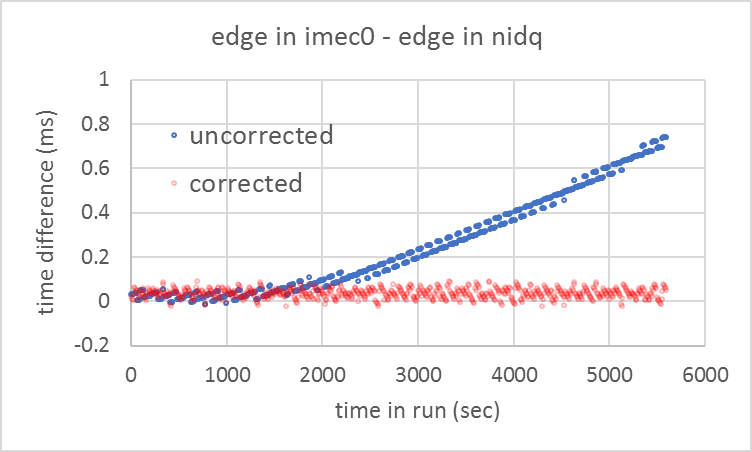 edge in imec0 - edge in nidq
1
0.8
0.6
0.4
0.2
0
-0.2
time difference (ms)
uncorrected
corrected
0 1000 2000 3000 4000 5000 6000
time in run (sec)